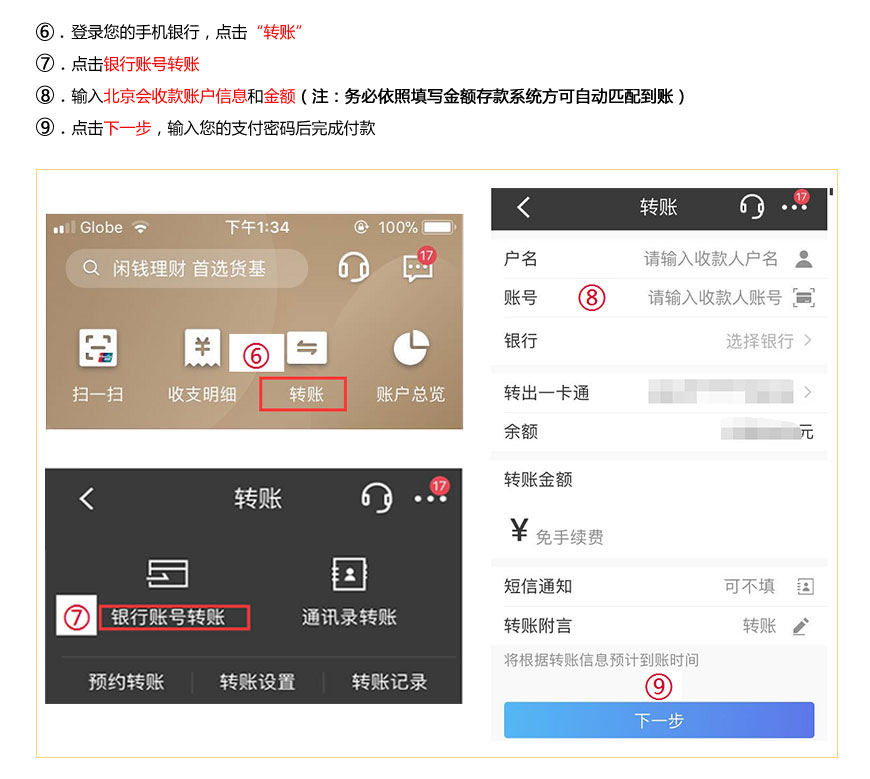 ⑥．登录您的手机银行，点击“转账”
⑦．点击银行账号转账
⑧．输入北京会收款账户信息和金额（注：务必依照填写金额存款系统方可自动匹配到账）
⑨．点击下一步，输入您的支付密码后完成付款
Globe 下午1:34 100%
闲钱理财 首选货基 17
⑥
扫一扫 收支明细 转账 账户总览
转账 17
⑦ 银行账号转账 通讯录转账
预约转账 转账设置 转账记录
转账 17
户名 请输入收款人户名
账号 ⑧ 请输入收款人账号
银行 选择银行
转出一卡通
余额 元
转账金额
¥ 免手续费
短信通知 可不填
转账附言 转账
将根据转账信息预计到账时间
⑨
下一步